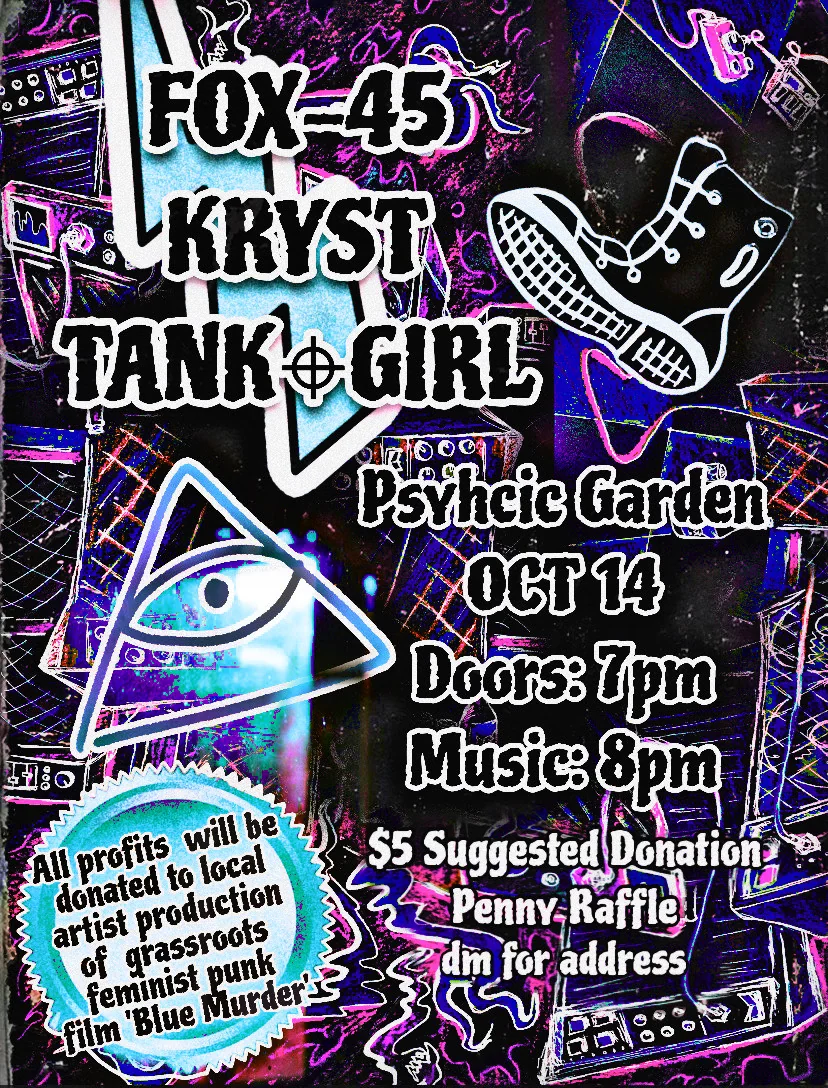 FOX-45
KRYST
TANK GIRL
Psyhcic Garden
OCT 14
Doors: 7pm
Music: 8pm
$5 Suggested Donation
Penny Raffle
dm for address
All profits will be
donated to local
artist production
of grassroots
feminist punk
film 'Blue Murder'